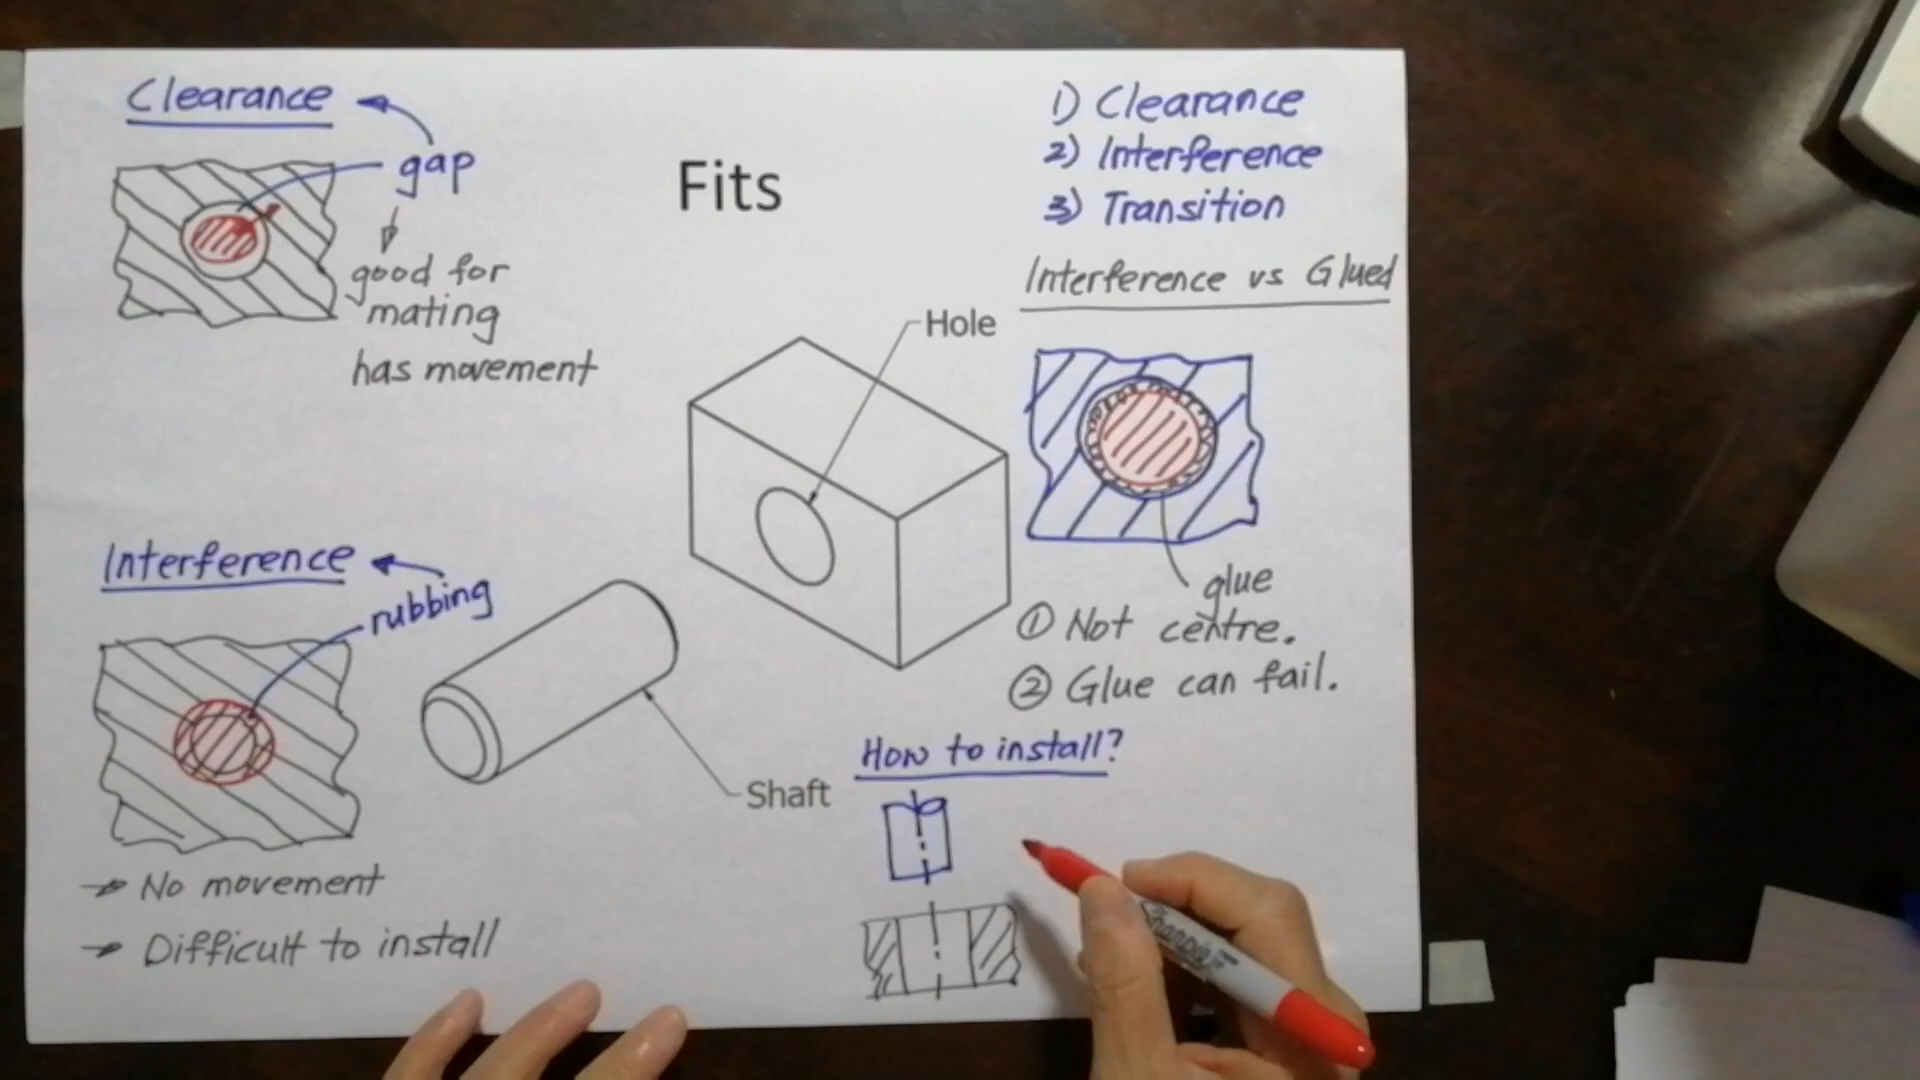 Clearance
gap
good for
mating
has movement
Fits
1) Clearance
2) Interference
3) Transition
Interference vs Glued
Hole
glue
① Not centre.
② Glue can fail.
Interference
rubbing
Shaft
→ No movement
→ Difficult to install
How to install?
Sharpie